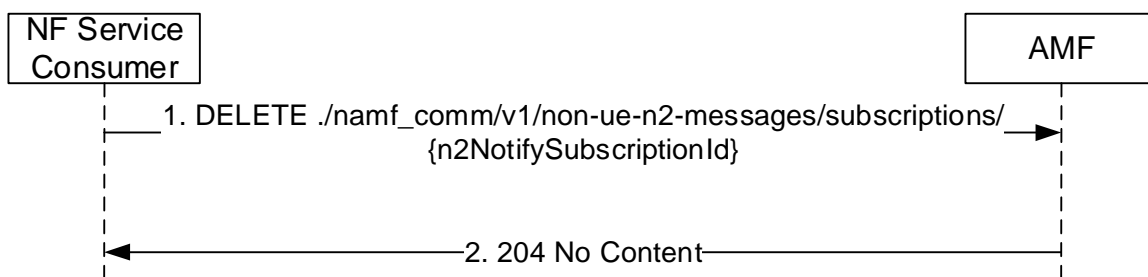 NF Service
Consumer
AMF
1. DELETE ./namf_comm/v1/non-ue-n2-messages/subscriptions/
{n2NotifySubscriptionId}
2. 204 No Content